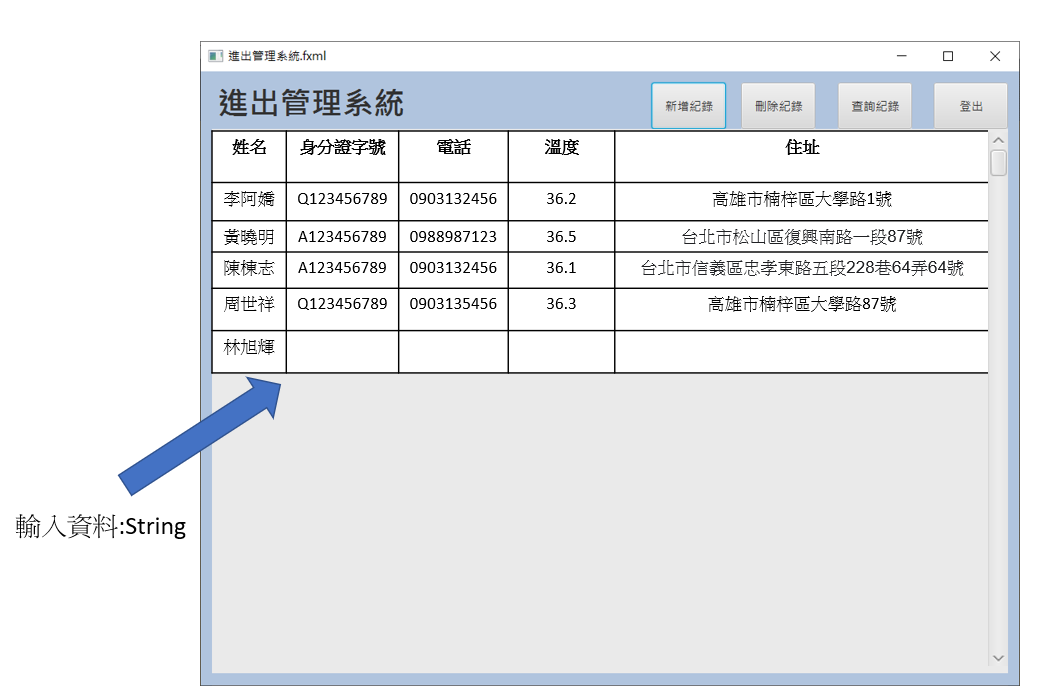 進出管理系統.fxml
進出管理系統 新增紀錄 刪除紀錄 查詢紀錄 登出
姓名 身分證字號 電話 溫度 住址
李阿嬌 Q123456789 0903132456 36.2 高雄市楠梓區大學路1號
黃曉明 A123456789 0988987123 36.5 台北市松山區復興南路一段87號
陳棟志 A123456789 0903132456 36.1 台北市信義區忠孝東路五段228巷64弄64號
周世祥 Q123456789 0903135456 36.3 高雄市楠梓區大學路87號
林旭輝
輸入資料:String